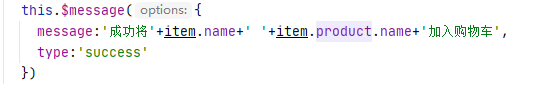 this.$message( options: {
message:'成功将'+item.name+' '+item.product.name+'加入购物车',
type:'success'
})